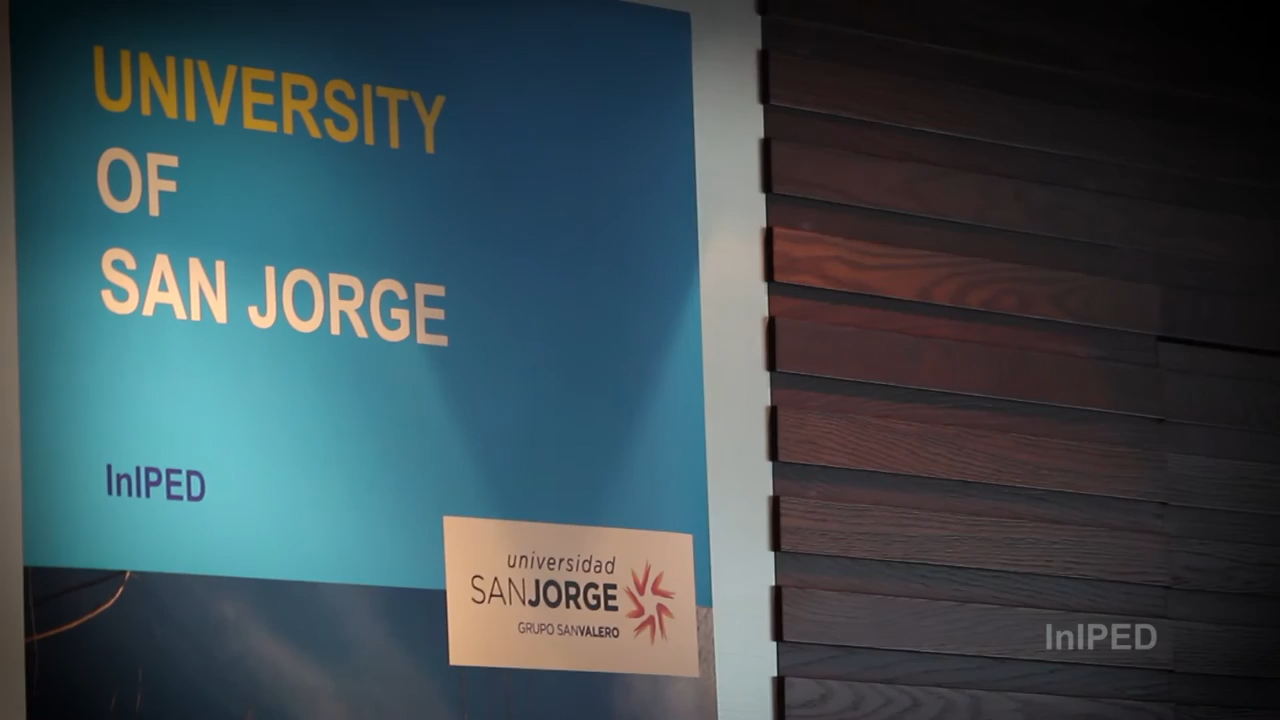 UNIVERSITY
OF
SAN JORGE
InIPED
universidad
SANJORGE
GRUPO SANVALERO
InIPED